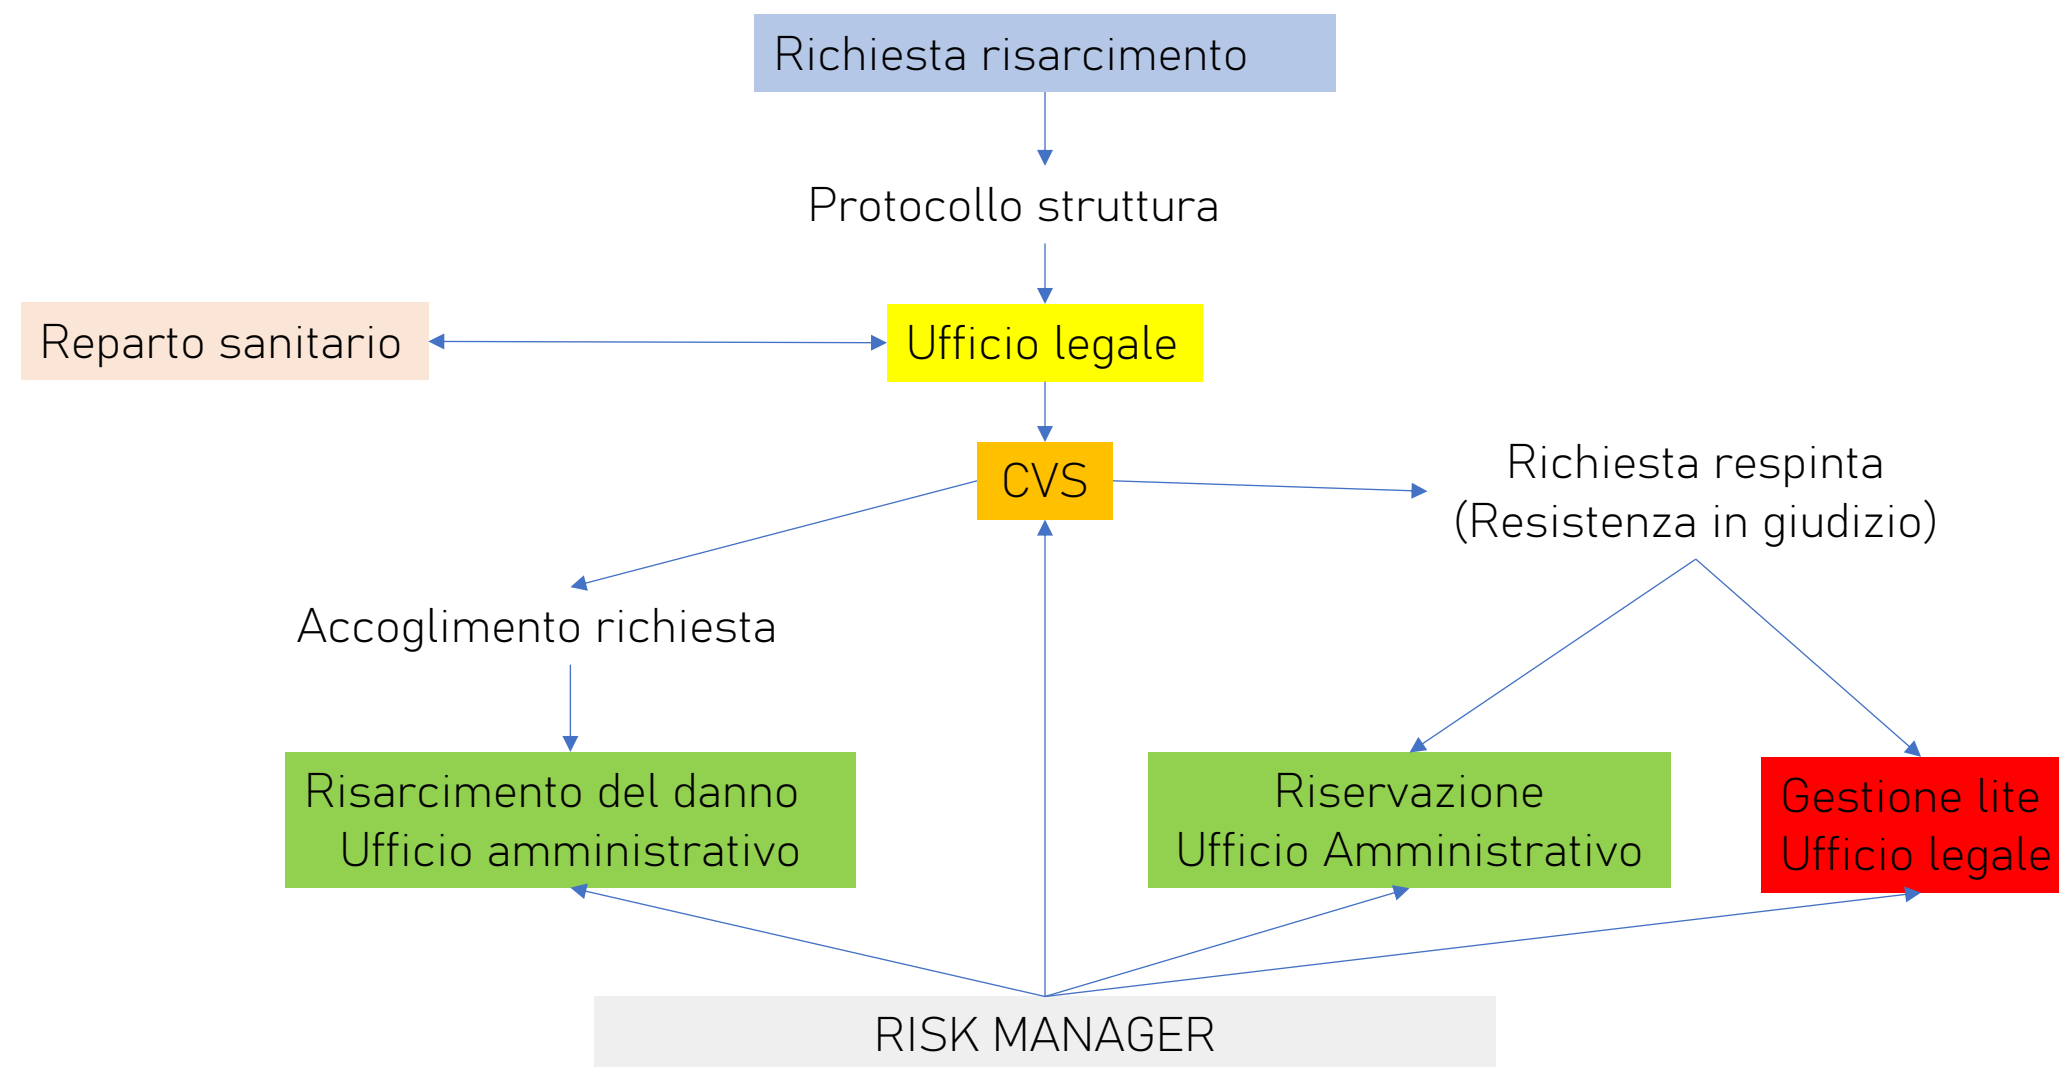 Richiesta risarcimento
Protocollo struttura
Reparto sanitario
Ufficio legale
CVS
Richiesta respinta
(Resistenza in giudizio)
Accoglimento richiesta
Risarcimento del danno
Ufficio amministrativo
Riservazione
Ufficio Amministrativo
Gestione lite
Ufficio legale
RISK MANAGER